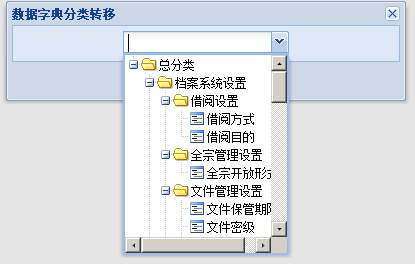 数据字典分类转移
总分类
档案系统设置
借阅设置
借阅方式
借阅目的
全宗管理设置
全宗开放形式
文件管理设置
文件保管期
文件密级